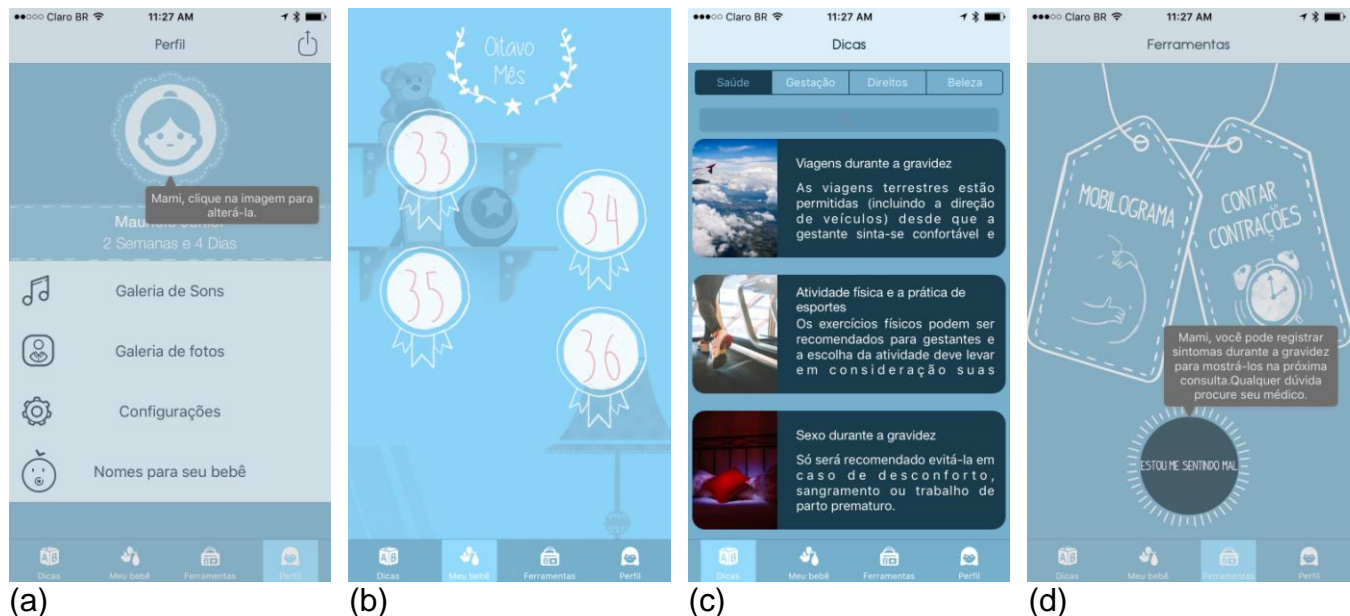 Claro BR 11:27 AM
Perfil
Mami, clique na imagem para
alterá-la.
2 Semanas e 4 Dias
Galeria de Sons
Galeria de fotos
Configurações
Nomes para seu bebê
Dicas Meu bebê Ferramentas Perfil
(a)
Oitavo
Mês
33
34
35
36
Dicas Meu bebê Ferramentas Perfil
(b)
Claro BR 11:27 AM
Dicas
Saúde Gestação Direitos Beleza
Viagens durante a gravidez
As viagens terrestres estão
permitidas (incluindo a direção
de veículos) desde que a
gestante sinta-se confortável e
Atividade física e a prática de
esportes
Os exercícios físicos podem ser
recomendados para gestantes e
a escolha da atividade deve levar
em consideração suas
Sexo durante a gravidez
Só será recomendado evitá-la em
caso de desconforto,
sangramento ou trabalho de
parto prematuro.
Dicas Meu bebê Ferramentas Perfil
(c)
Claro BR 11:27 AM
Ferramentas
MOBILOGRAMA
CONTAR
CONTRAÇÕES
Mami, você pode registrar
sintomas durante a gravidez
para mostrá-los na próxima
consulta.Qualquer dúvida
procure seu médico.
ESTOU ME SENTINDO MAL
Dicas Meu bebê Ferramentas Perfil
(d)